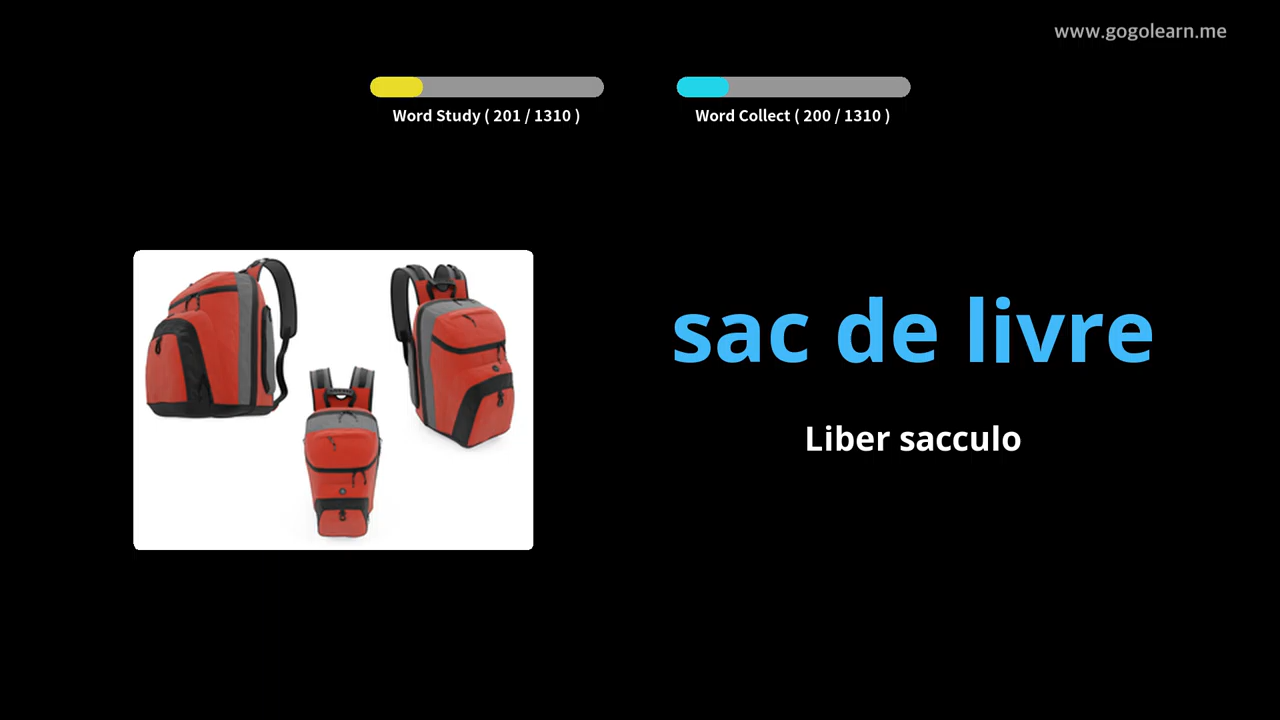 www.gogolearn.me
Word Study ( 201 / 1310 )
Word Collect ( 200 / 1310 )
sac de livre
Liber sacculo